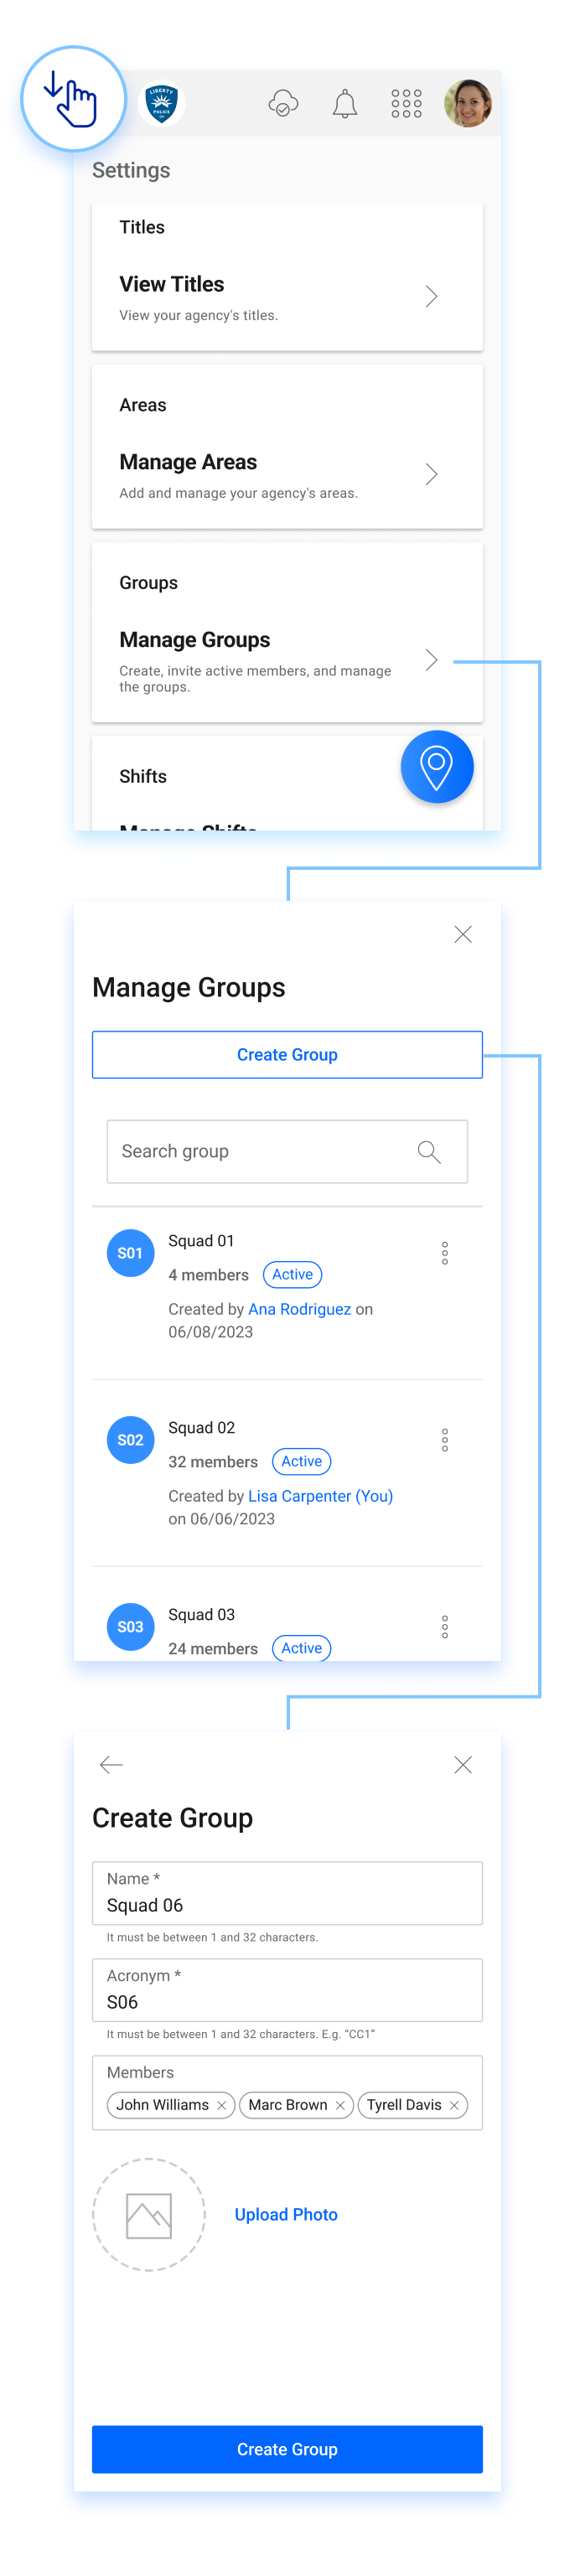 LIBERTY
POLICE
Settings
Titles
View Titles
View your agency's titles.
Areas
Manage Areas
Add and manage your agency's areas.
Groups
Manage Groups
Create, invite active members, and manage
the groups.
Shifts
Manage Shifts
Manage Groups
Create Group
Search group
S01
Squad 01
4 members Active
Created by Ana Rodriguez on
06/08/2023
S02
Squad 02
32 members Active
Created by Lisa Carpenter (You)
on 06/06/2023
S03
Squad 03
24 members Active
Create Group
Name *
Squad 06
It must be between 1 and 32 characters.
Acronym *
S06
It must be between 1 and 32 characters. E.g. “CC1”
Members
John Williams Marc Brown Tyrell Davis
Upload Photo
Create Group